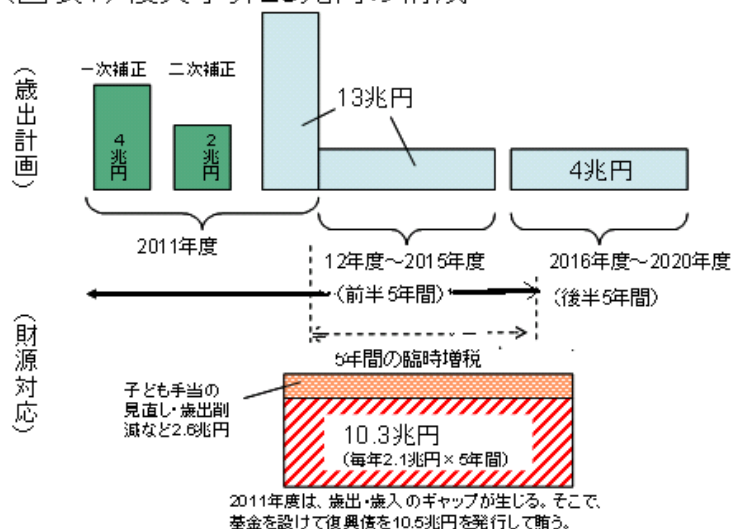 (歳出計画)
一次補正
二次補正
4兆円
2兆円
13兆円
4兆円
2011年度
12年度~2015年度
(前半5年間)
2016年度~2020年度
(後半5年間)
(財源対応)
5年間の臨時増税
子ども手当の
見直し・歳出削
減など2.6兆円
10.3兆円
(毎年2.1兆円×5年間)
2011年度は、歳出・歳入のギャップが生じる。そこで、
基金を設けて復興債を10.5兆円を発行して賄う。